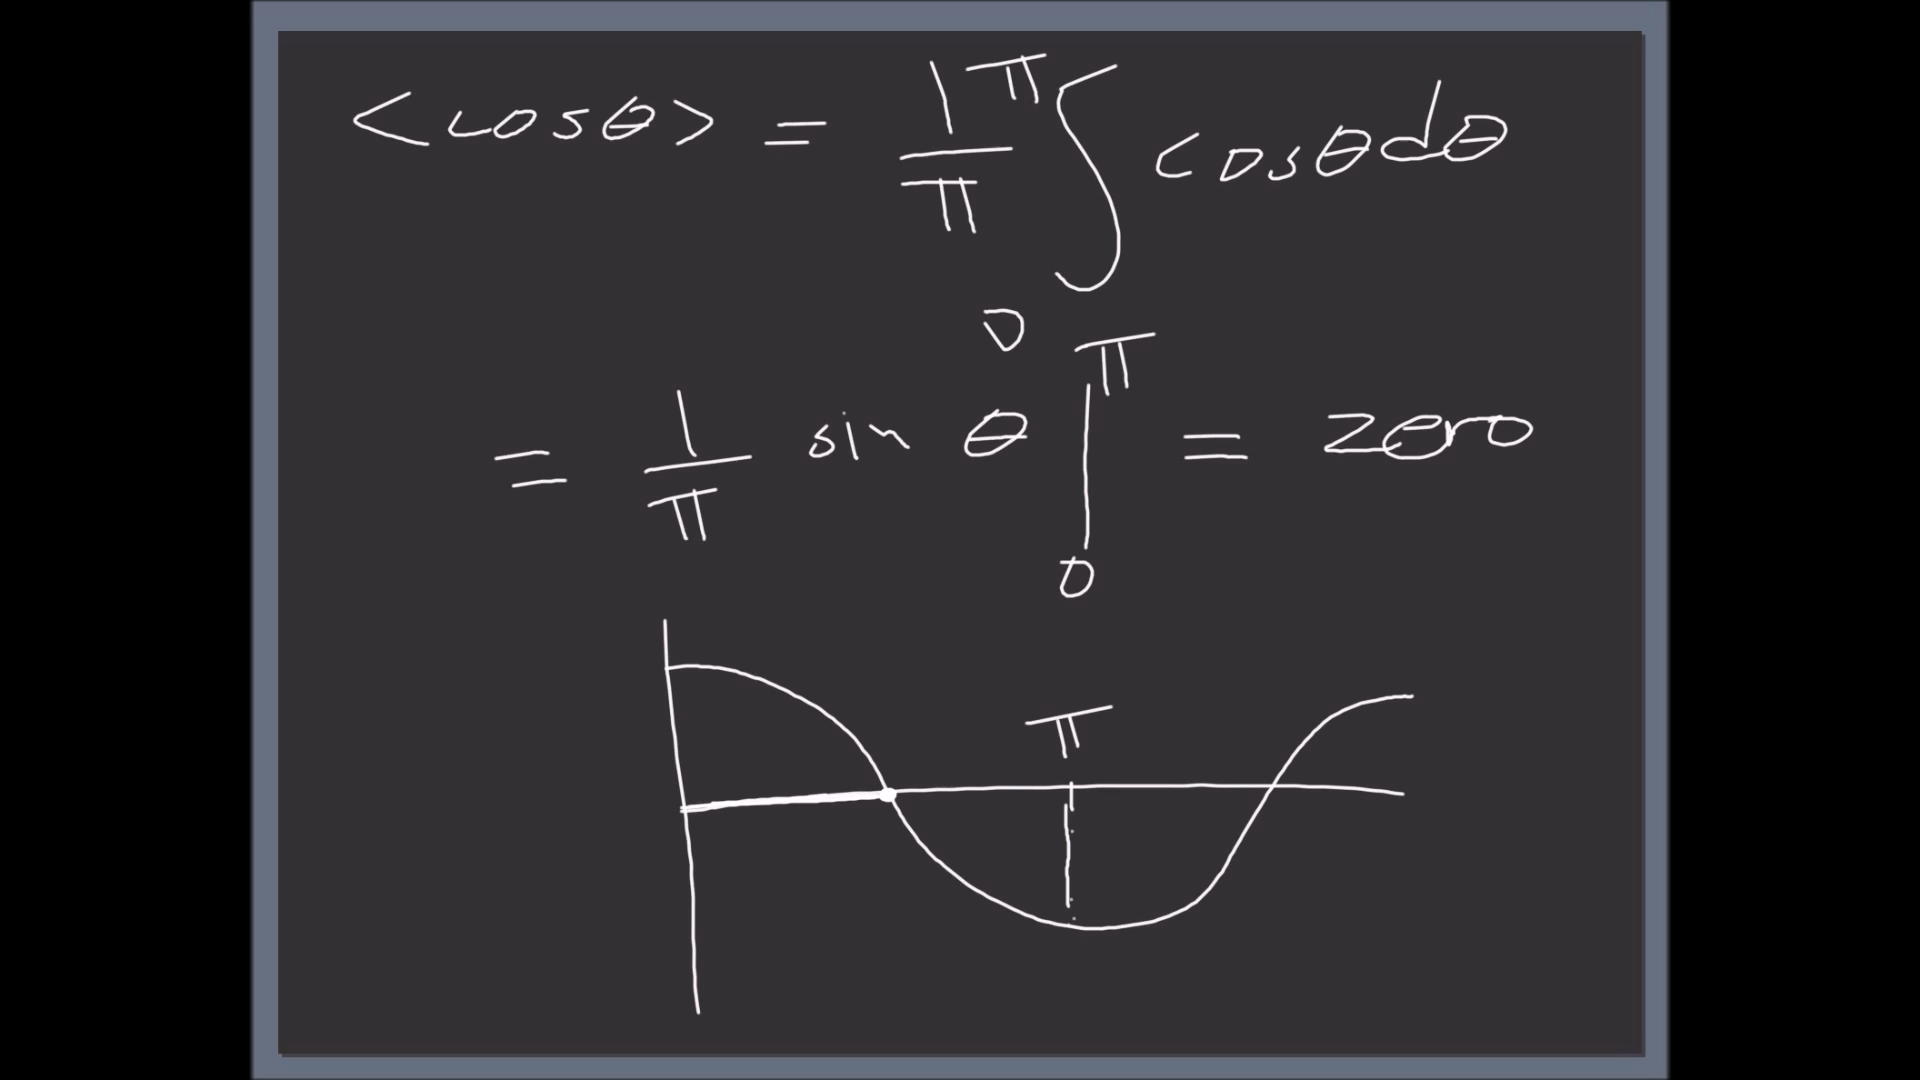 <cosθ> = 1/π ∫₀^π cosθdθ
= 1/π sin θ |₀^π = zero
π